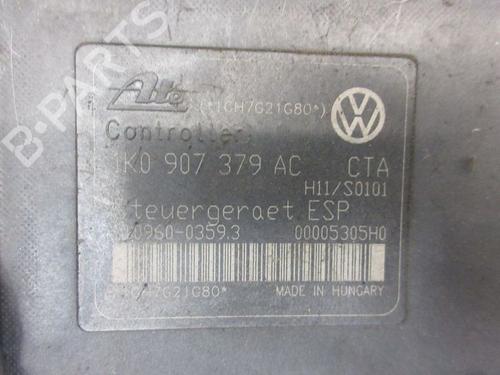 B-PARTS
Ate (*1CH7G21G80*)
Controller
1K0 907 379 AC CTA
H11/S0101
Steuergeraet ESP
0960-0359.3 00005305H0
*1CH7G21G80* MADE IN HUNGARY